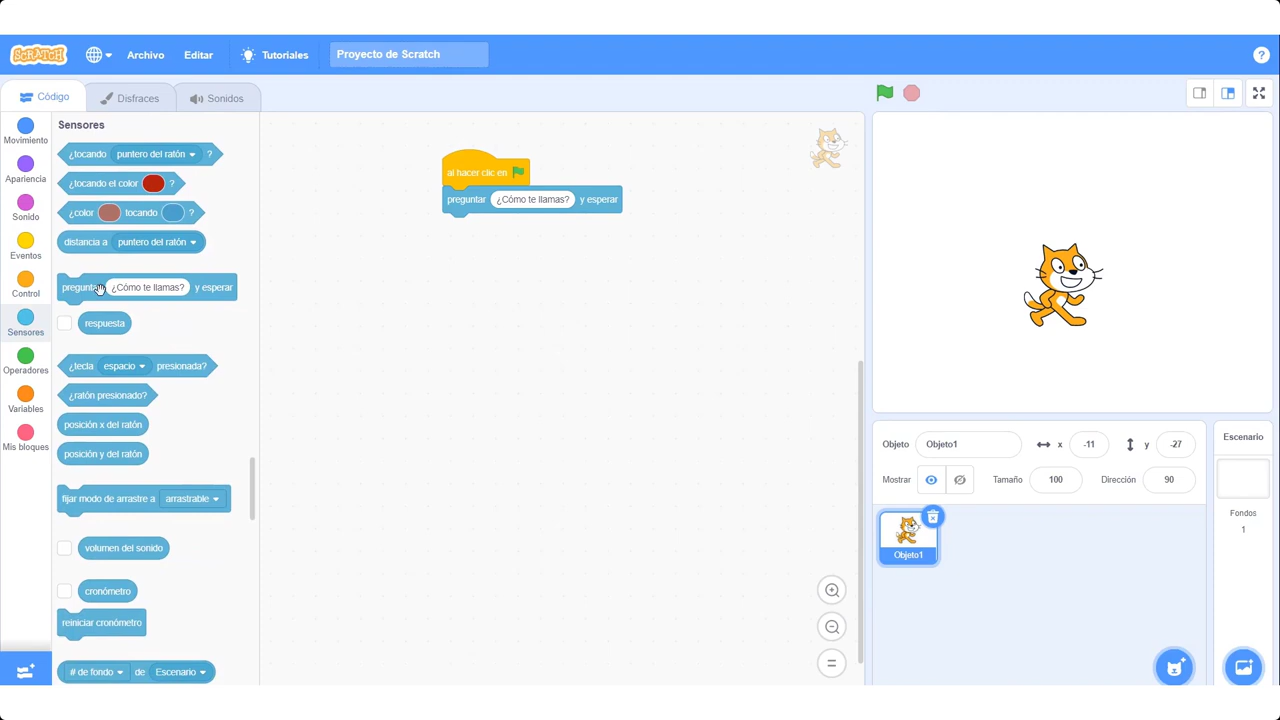 SCRATCH Archivo Editar Tutoriales Proyecto de Scratch ?
Código Disfraces Sonidos
Movimiento
Apariencia
Sonido
Eventos
Control
Sensores
Operadores
Variables
Mis bloques
Sensores
¿tocando puntero del ratón ?
¿tocando el color ?
¿color tocando ?
distancia a puntero del ratón
preguntar ¿Cómo te llamas? y esperar
respuesta
¿tecla espacio presionada?
¿ratón presionado?
posición x del ratón
posición y del ratón
fijar modo de arrastre a arrastrable
volumen del sonido
cronómetro
reiniciar cronómetro
# de fondo de Escenario
al hacer clic en
preguntar ¿Cómo te llamas? y esperar
Objeto Objeto1 x -11 y -27
Mostrar Tamaño 100 Dirección 90
Objeto1
Escenario
Fondos
1